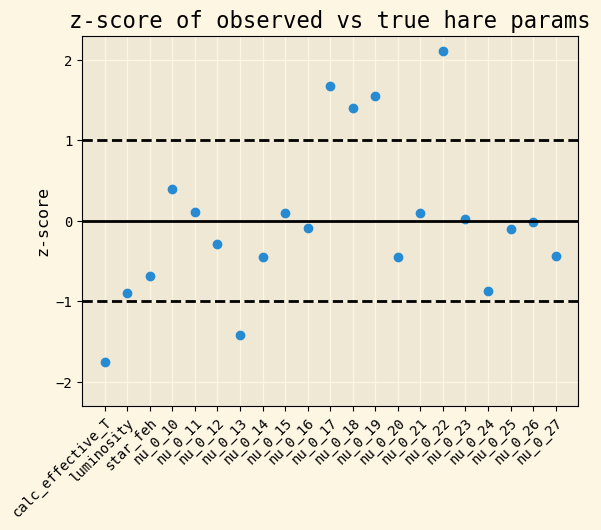 z-score of observed vs true hare params
z-score
2
1
0
−1
−2
calc_effective_T
luminosity
star_feh
nu_0_10
nu_0_11
nu_0_12
nu_0_13
nu_0_14
nu_0_15
nu_0_16
nu_0_17
nu_0_18
nu_0_19
nu_0_20
nu_0_21
nu_0_22
nu_0_23
nu_0_24
nu_0_25
nu_0_26
nu_0_27